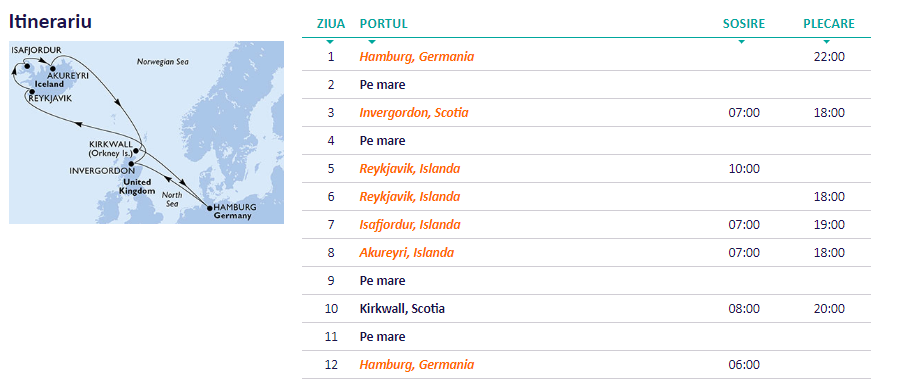 Itinerariu
ISAFJORDUR
AKUREYRI
Iceland
REYKJAVIK
Norwegian Sea
KIRKWALL
(Orkney Is.)
INVERGORDON
United
Kingdom
North
Sea
HAMBURG
Germany
ZIUA PORTUL SOSIRE PLECARE
1 Hamburg, Germania 22:00
2 Pe mare
3 Invergordon, Scotia 07:00 18:00
4 Pe mare
5 Reykjavik, Islanda 10:00
6 Reykjavik, Islanda 18:00
7 Isafjordur, Islanda 07:00 19:00
8 Akureyri, Islanda 07:00 18:00
9 Pe mare
10 Kirkwall, Scotia 08:00 20:00
11 Pe mare
12 Hamburg, Germania 06:00